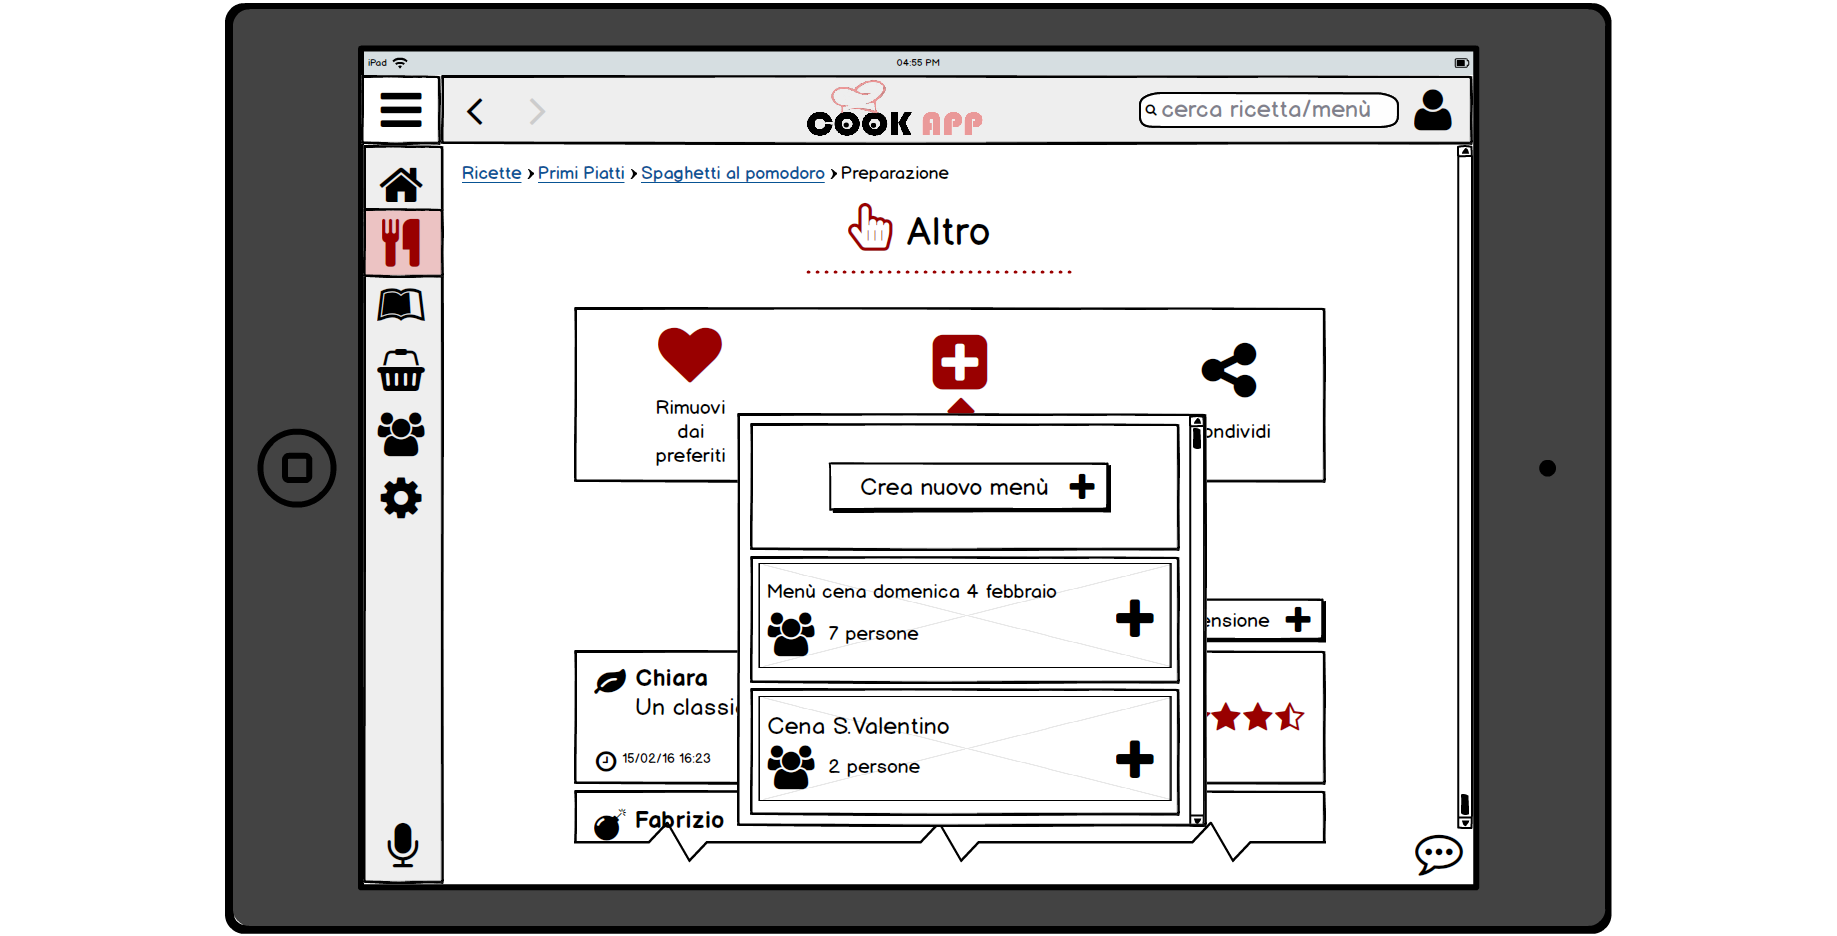 iPad
04:55 PM
COOK APP
cerca ricetta/menù
Ricette › Primi Piatti › Spaghetti al pomodoro › Preparazione
Altro
Rimuovi
dai
preferiti
ondividi
Crea nuovo menù
Menù cena domenica 4 febbraio
7 persone
ensione
Chiara
Un classi
15/02/16 16:23
Cena S.Valentino
2 persone
Fabrizio